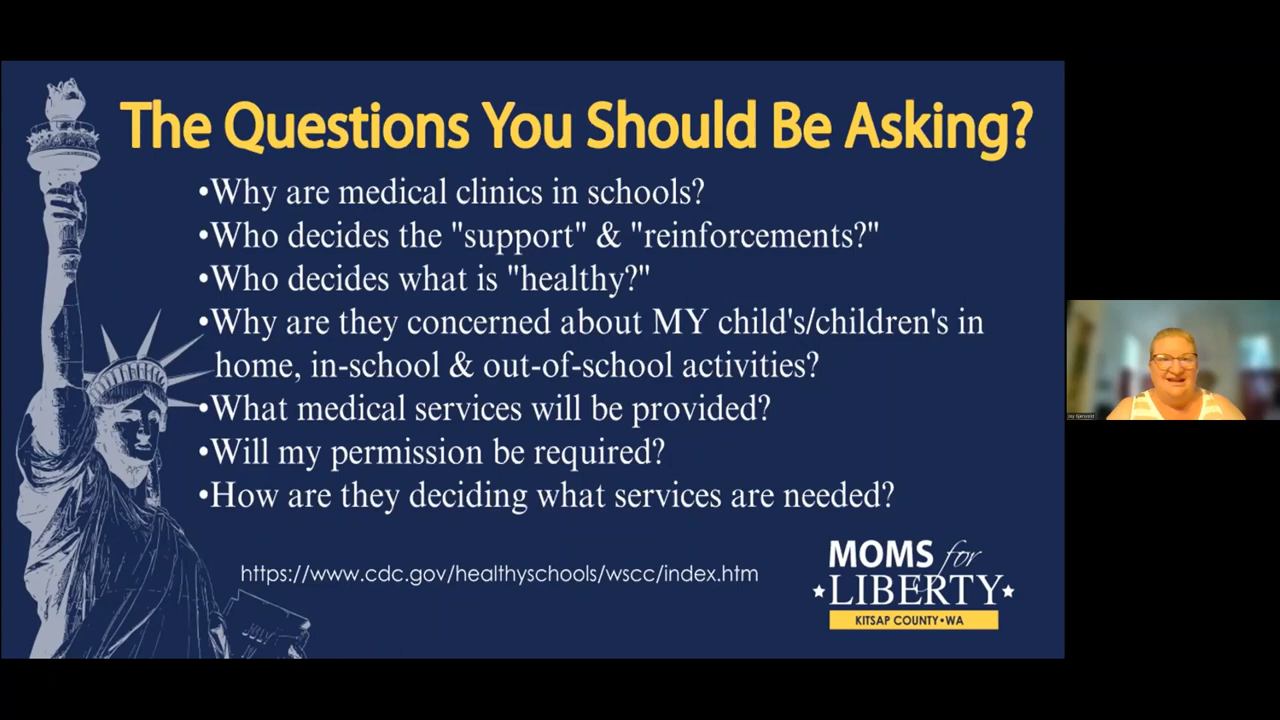 The Questions You Should Be Asking?
•Why are medical clinics in schools?
•Who decides the "support" & "reinforcements?"
•Who decides what is "healthy?"
•Why are they concerned about MY child's/children's in
home, in-school & out-of-school activities?
•What medical services will be provided?
•Will my permission be required?
•How are they deciding what services are needed?
https://www.cdc.gov/healthyschools/wscc/index.htm
MOMS for
LIBERTY
KITSAP COUNTY•WA